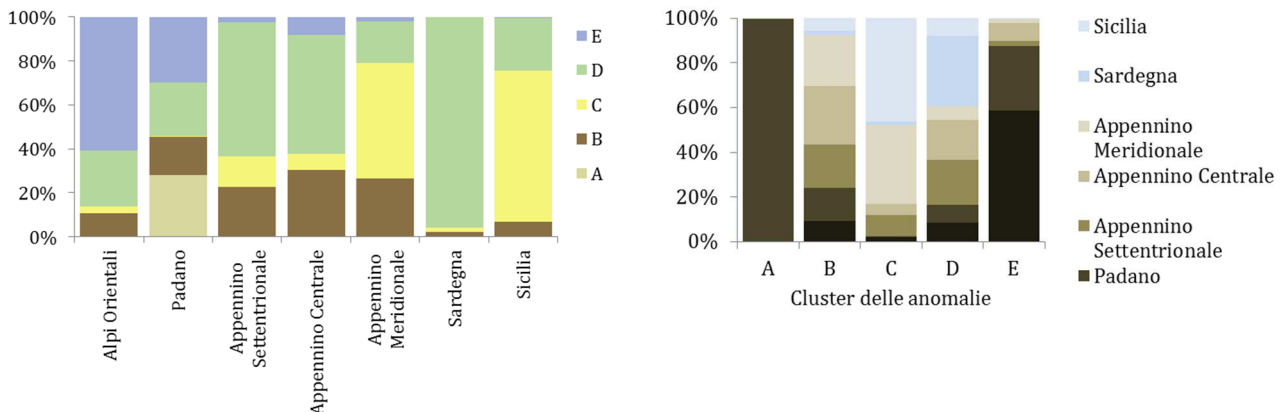 100%
80%
60%
40%
20%
0%
Alpi Orientali
Padano
Appennino
Settentrionale
Appennino Centrale
Appennino
Meridionale
Sardegna
Sicilia
E
D
C
B
A
100%
80%
60%
40%
20%
0%
A B C D E
Cluster delle anomalie
Sicilia
Sardegna
Appennino
Meridionale
Appennino Centrale
Appennino
Settentrionale
Padano